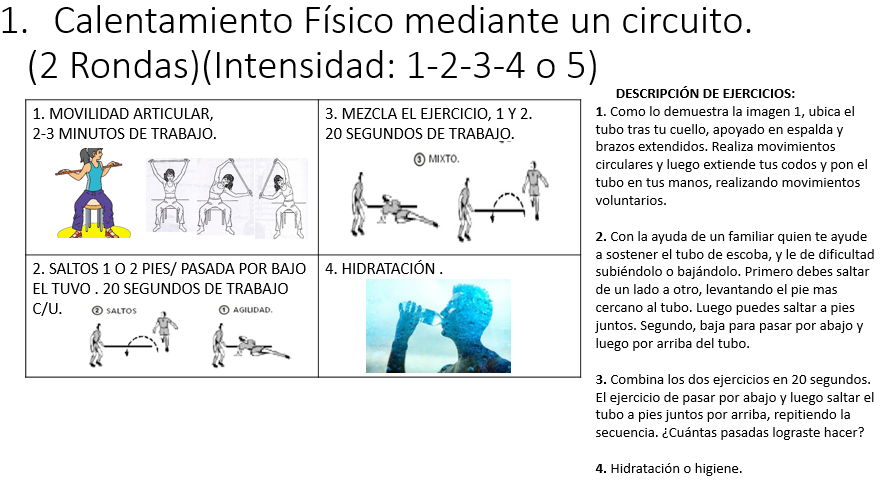 1. Calentamiento Físico mediante un circuito.
(2 Rondas)(Intensidad: 1-2-3-4 o 5)
1. MOVILIDAD ARTICULAR,
2-3 MINUTOS DE TRABAJO.
3. MEZCLA EL EJERCICIO, 1 Y 2.
20 SEGUNDOS DE TRABAJO.
③ MIXTO.
2. SALTOS 1 O 2 PIES/ PASADA POR BAJO
EL TUVO . 20 SEGUNDOS DE TRABAJO
C/U.
② SALTOS
① AGILIDAD.
4. HIDRATACIÓN .
DESCRIPCIÓN DE EJERCICIOS:
1. Como lo demuestra la imagen 1, ubica el
tubo tras tu cuello, apoyado en espalda y
brazos extendidos. Realiza movimientos
circulares y luego extiende tus codos y pon el
tubo en tus manos, realizando movimientos
voluntarios.
2. Con la ayuda de un familiar quien te ayude
a sostener el tubo de escoba, y le de dificultad
subiéndolo o bajándolo. Primero debes saltar
de un lado a otro, levantando el pie mas
cercano al tubo. Luego puedes saltar a pies
juntos. Segundo, baja para pasar por abajo y
luego por arriba del tubo.
3. Combina los dos ejercicios en 20 segundos.
El ejercicio de pasar por abajo y luego saltar el
tubo a pies juntos por arriba, repitiendo la
secuencia. ¿Cuántas pasadas lograste hacer?
4. Hidratación o higiene.